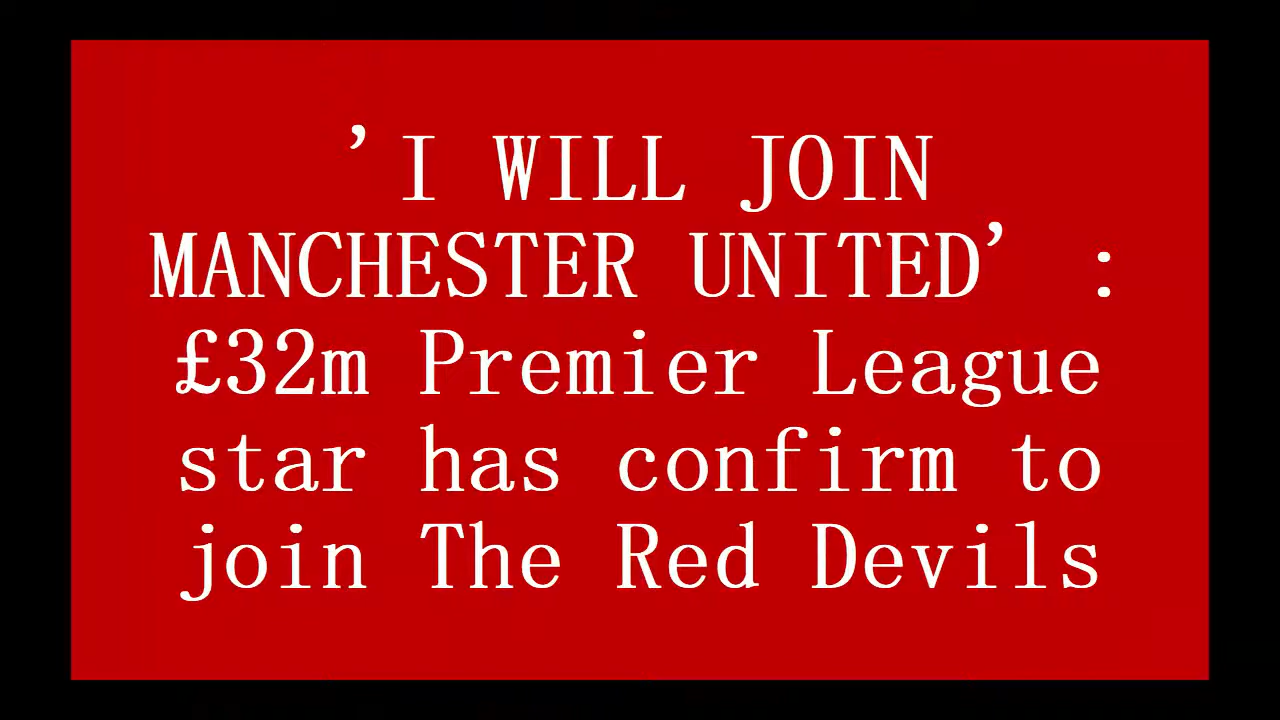 'I WILL JOIN
MANCHESTER UNITED' :
£32m Premier League
star has confirm to
join The Red Devils